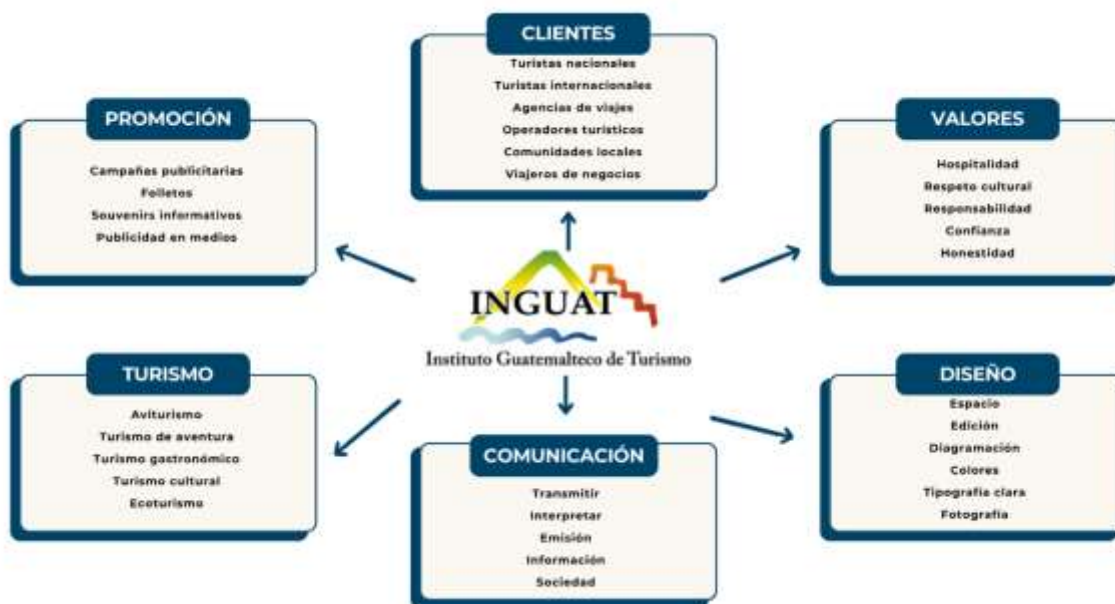 CLIENTES
Turistas nacionales
Turistas internacionales
Agencias de viajes
Operadores turísticos
Comunidades locales
Viajeros de negocios
PROMOCIÓN
Campañas publicitarias
Folletos
Souvenirs informativos
Publicidad en medios
VALORES
Hospitalidad
Respeto cultural
Responsabilidad
Confianza
Honestidad
INGUAT
Instituto Guatemalteco de Turismo
TURISMO
Aviturismo
Turismo de aventura
Turismo gastronómico
Turismo cultural
Ecoturismo
COMUNICACIÓN
Transmitir
Interpretar
Emisión
Información
Sociedad
DISEÑO
Espacio
Edición
Diagramación
Colores
Tipografía clara
Fotografía